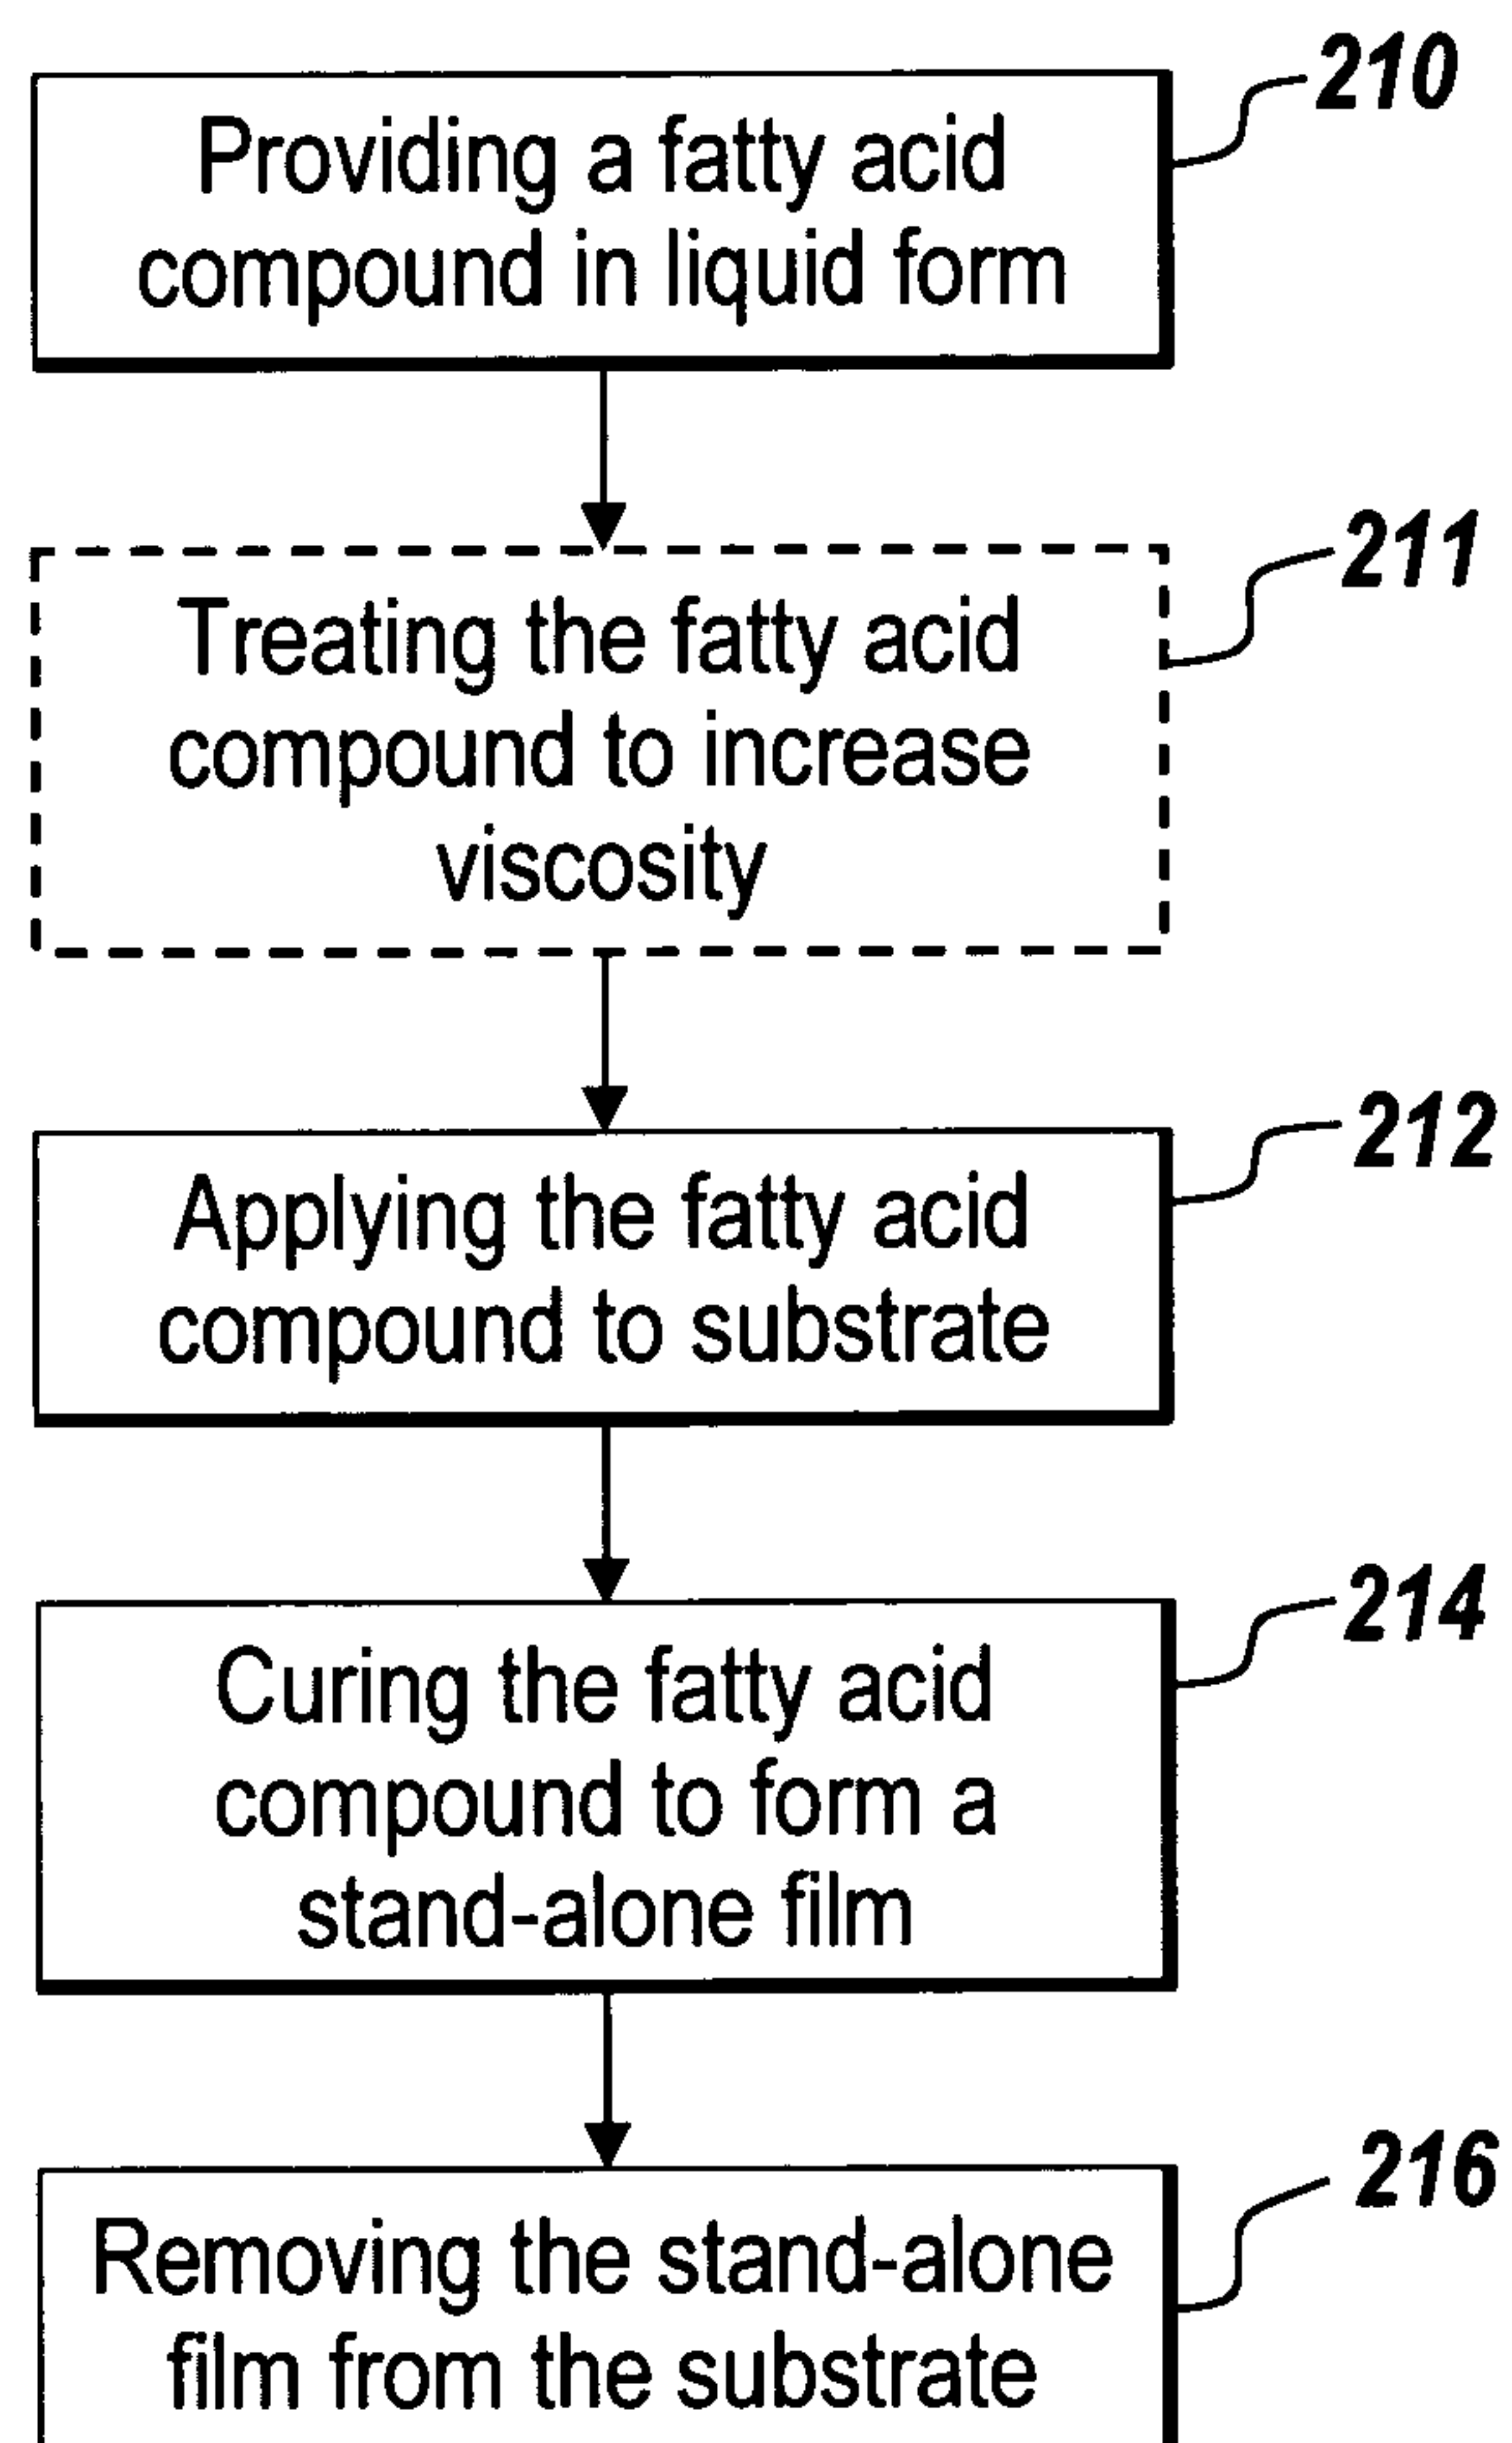 210
Providing a fatty acid
compound in liquid form
211
Treating the fatty acid
compound to increase
viscosity
212
Applying the fatty acid
compound to substrate
214
Curing the fatty acid
compound to form a
stand-alone film
216
Removing the stand-alone
film from the substrate